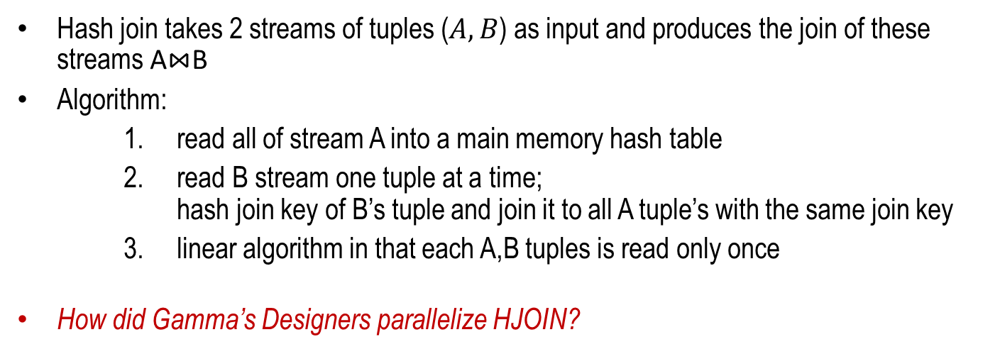 • Hash join takes 2 streams of tuples (A, B) as input and produces the join of these
streams A⋈B
• Algorithm:
1. read all of stream A into a main memory hash table
2. read B stream one tuple at a time;
hash join key of B’s tuple and join it to all A tuple’s with the same join key
3. linear algorithm in that each A,B tuples is read only once
• How did Gamma’s Designers parallelize HJOIN?